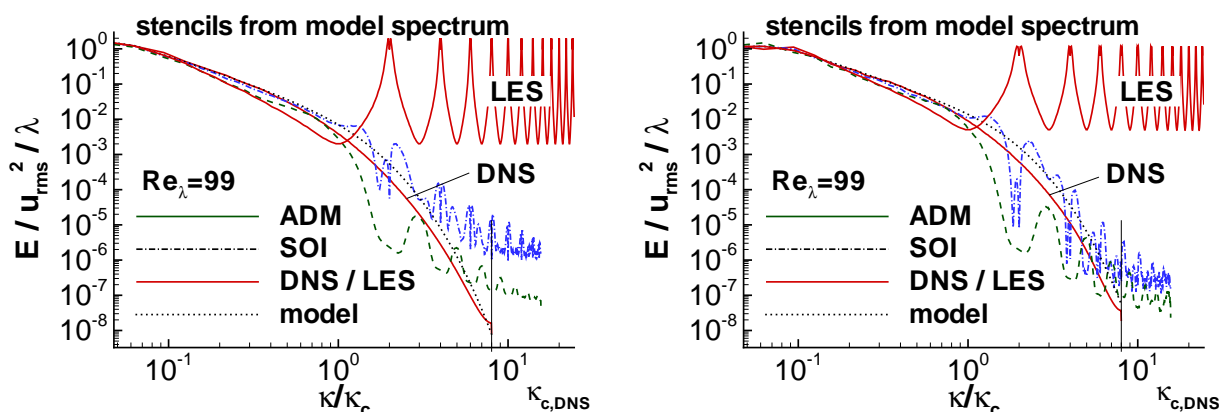 stencils from model spectrum
E / u_rms^2 / λ
10^0
10^-1
10^-2
10^-3
10^-4
10^-5
10^-6
10^-7
10^-8
LES
DNS
Re_λ=99
ADM
SOI
DNS / LES
model
10^-1
10^0
10^1
κ/κ_c
κ_c,DNS
stencils from model spectrum
E / u_rms^2 / λ
10^0
10^-1
10^-2
10^-3
10^-4
10^-5
10^-6
10^-7
10^-8
LES
DNS
Re_λ=99
ADM
SOI
DNS / LES
model
10^-1
10^0
10^1
κ/κ_c
κ_c,DNS